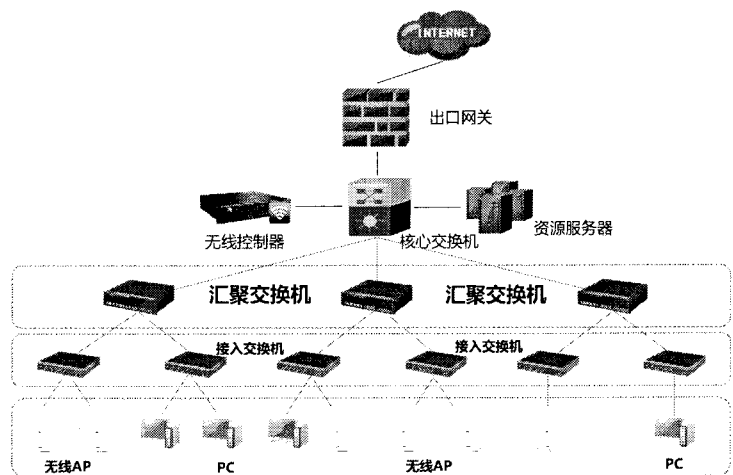 INTERNET
出口网关
无线控制器
核心交换机
资源服务器
汇聚交换机
汇聚交换机
接入交换机
接入交换机
无线AP
PC
无线AP
PC